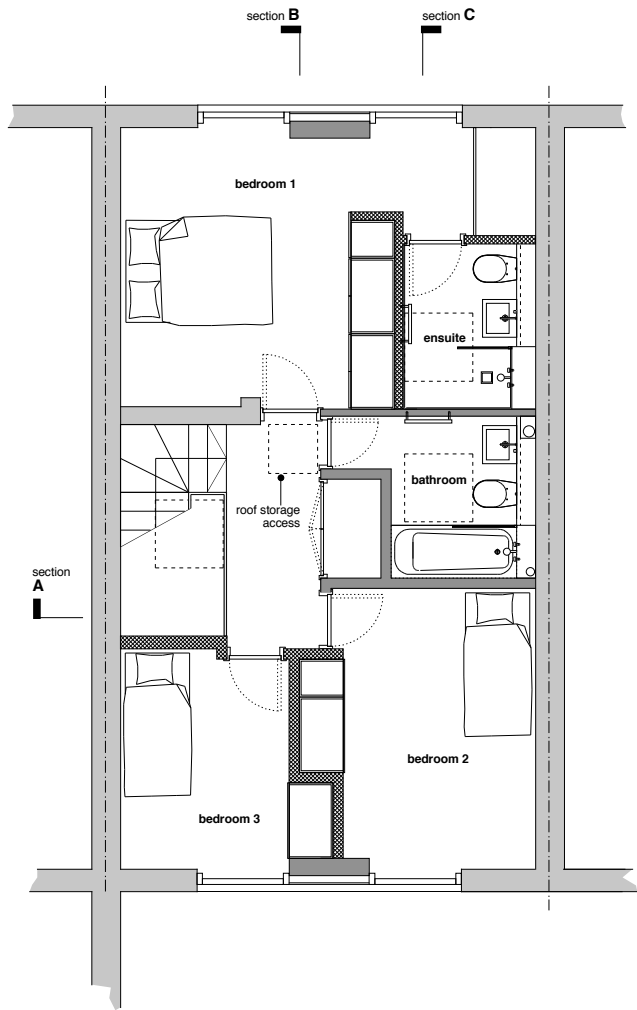 section B
section C
bedroom 1
ensuite
bathroom
roof storage
access
section
A
bedroom 2
bedroom 3